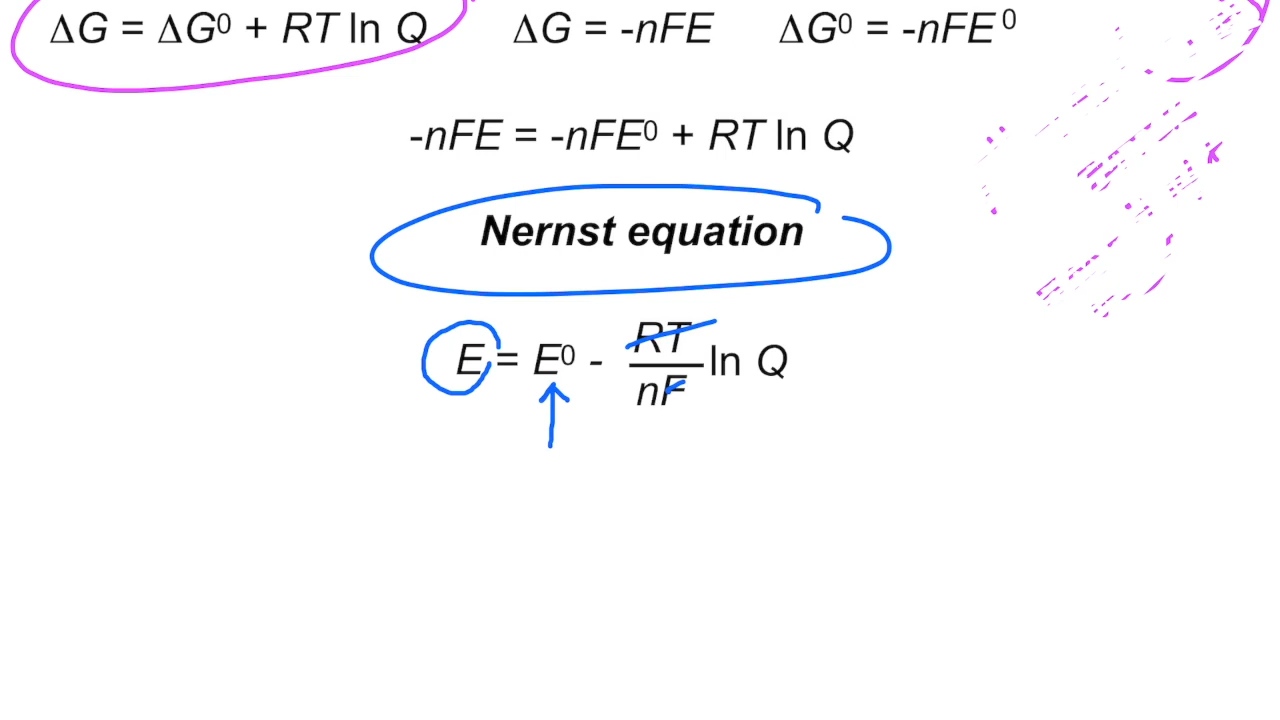 ΔG = ΔG⁰ + RT ln Q ΔG = -nFE ΔG⁰ = -nFE⁰
-nFE = -nFE⁰ + RT ln Q
Nernst equation
E = E⁰ - RT/nF ln Q